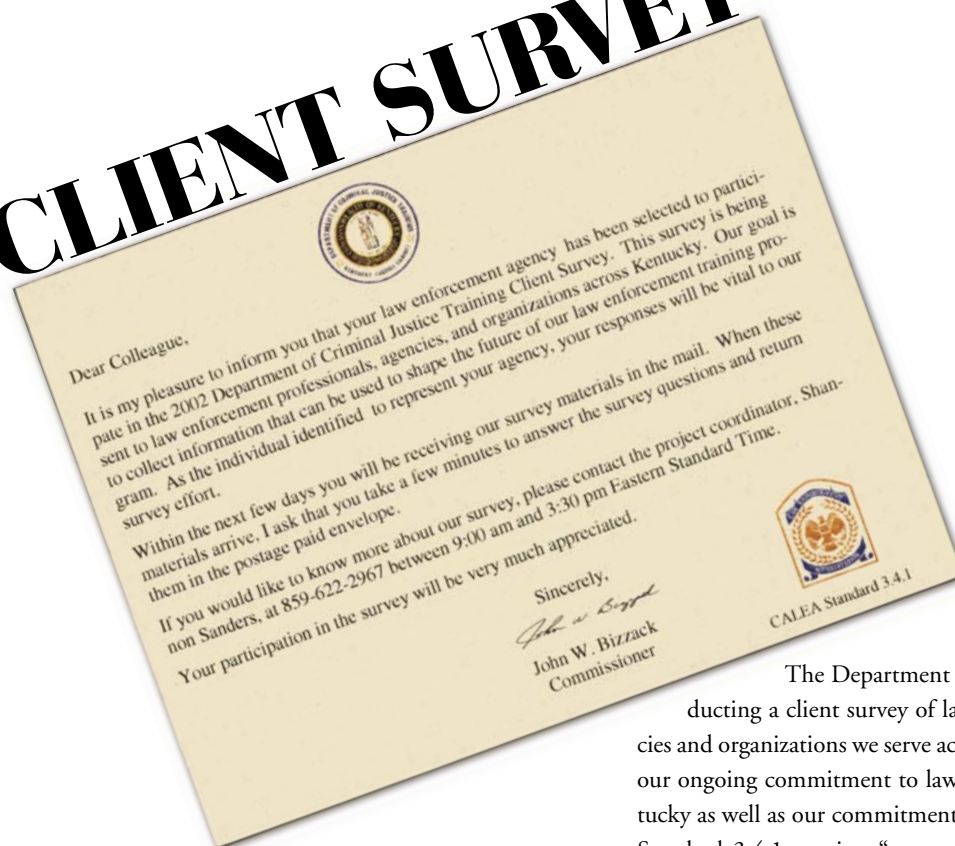 CLIENT SURVEY
Dear Colleague,
It is my pleasure to inform you that your law enforcement agency has been selected to partici-
pate in the 2002 Department of Criminal Justice Training Client Survey. This survey is being
sent to law enforcement professionals, agencies, and organizations across Kentucky. Our goal is
to collect information that can be used to shape the future of our law enforcement training pro-
gram. As the individual identified to represent your agency, your responses will be vital to our
survey effort.
Within the next few days you will be receiving our survey materials in the mail. When these
materials arrive, I ask that you take a few minutes to answer the survey questions and return
them in the postage paid envelope.
If you would like to know more about our survey, please contact the project coordinator, Shan-
non Sanders, at 859-622-2967 between 9:00 am and 3:30 pm Eastern Standard Time.
Your participation in the survey will be very much appreciated.
Sincerely,
John W. Bizzack
Commissioner
CALEA Standard 3.4.1
The Department
ducting a client survey of la
cies and organizations we serve ac
our ongoing commitment to law
tucky as well as our commitment